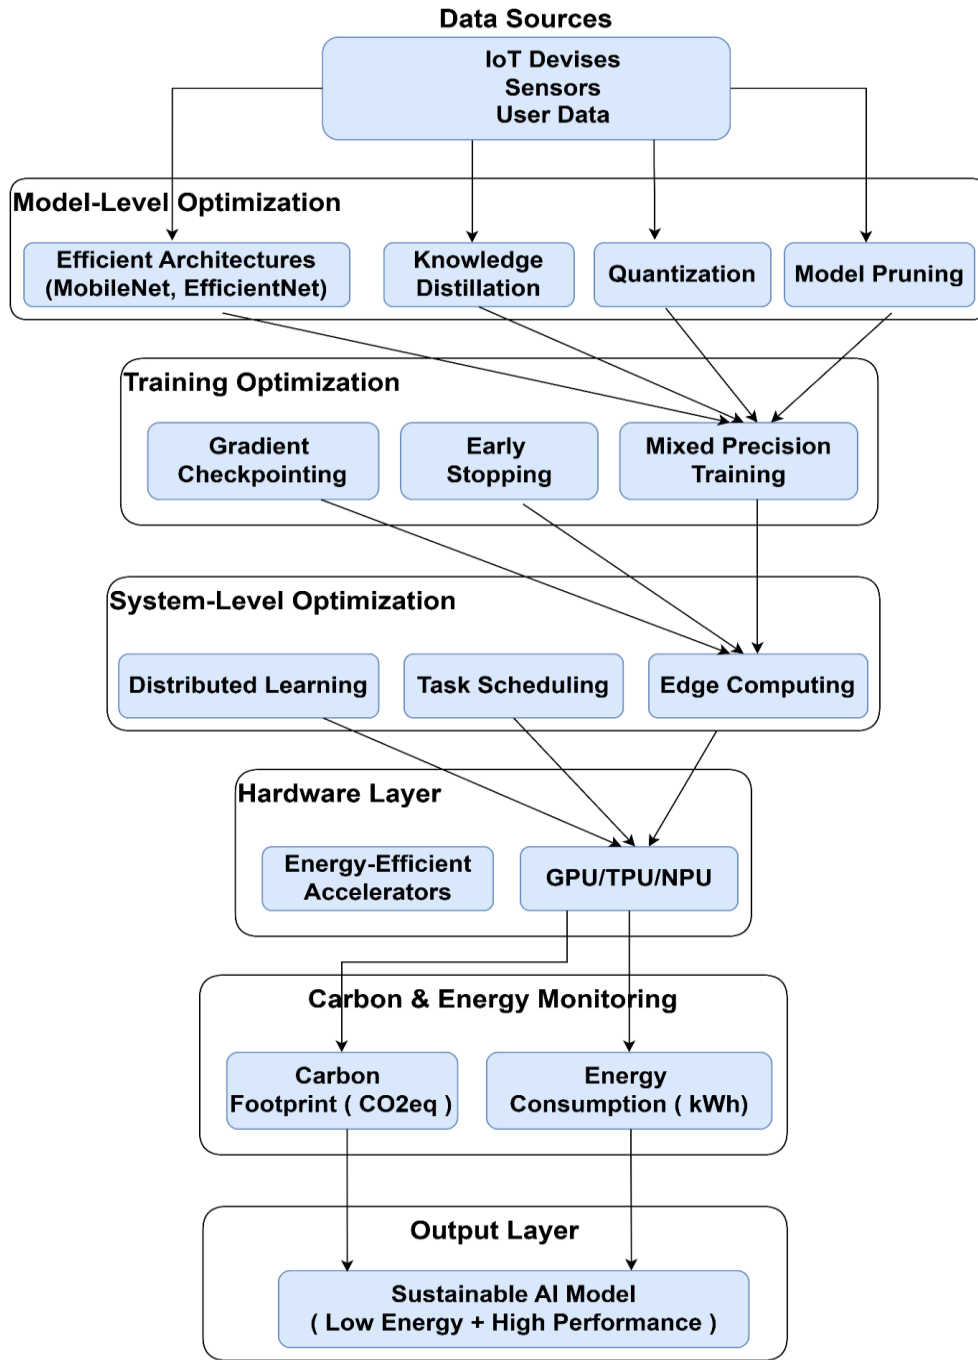 Data Sources
IoT Devises
Sensors
User Data
Model-Level Optimization
Efficient Architectures
(MobileNet, EfficientNet)
Knowledge
Distillation
Quantization
Model Pruning
Training Optimization
Gradient
Checkpointing
Early
Stopping
Mixed Precision
Training
System-Level Optimization
Distributed Learning
Task Scheduling
Edge Computing
Hardware Layer
Energy-Efficient
Accelerators
GPU/TPU/NPU
Carbon & Energy Monitoring
Carbon
Footprint ( CO2eq )
Energy
Consumption ( kWh)
Output Layer
Sustainable AI Model
( Low Energy + High Performance )